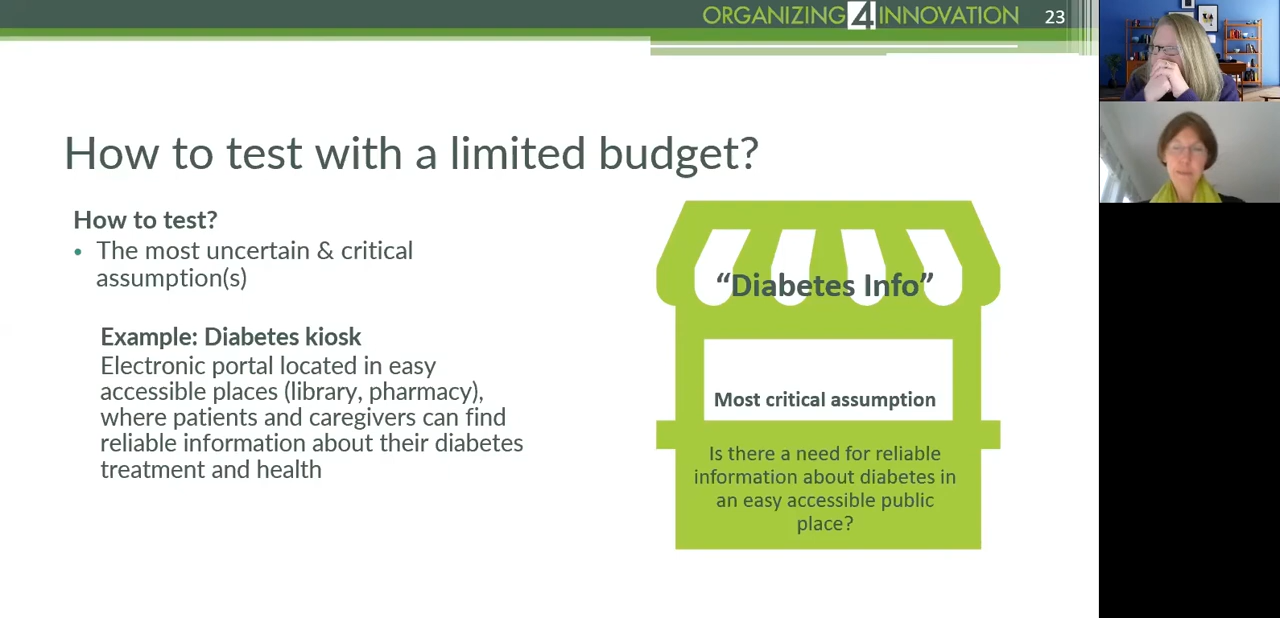 ORGANIZING4INNOVATION 23
How to test with a limited budget?
How to test?
• The most uncertain & critical
assumption(s)
Example: Diabetes kiosk
Electronic portal located in easy
accessible places (library, pharmacy),
where patients and caregivers can find
reliable information about their diabetes
treatment and health
“Diabetes Info”
Most critical assumption
Is there a need for reliable
information about diabetes in
an easy accessible public
place?